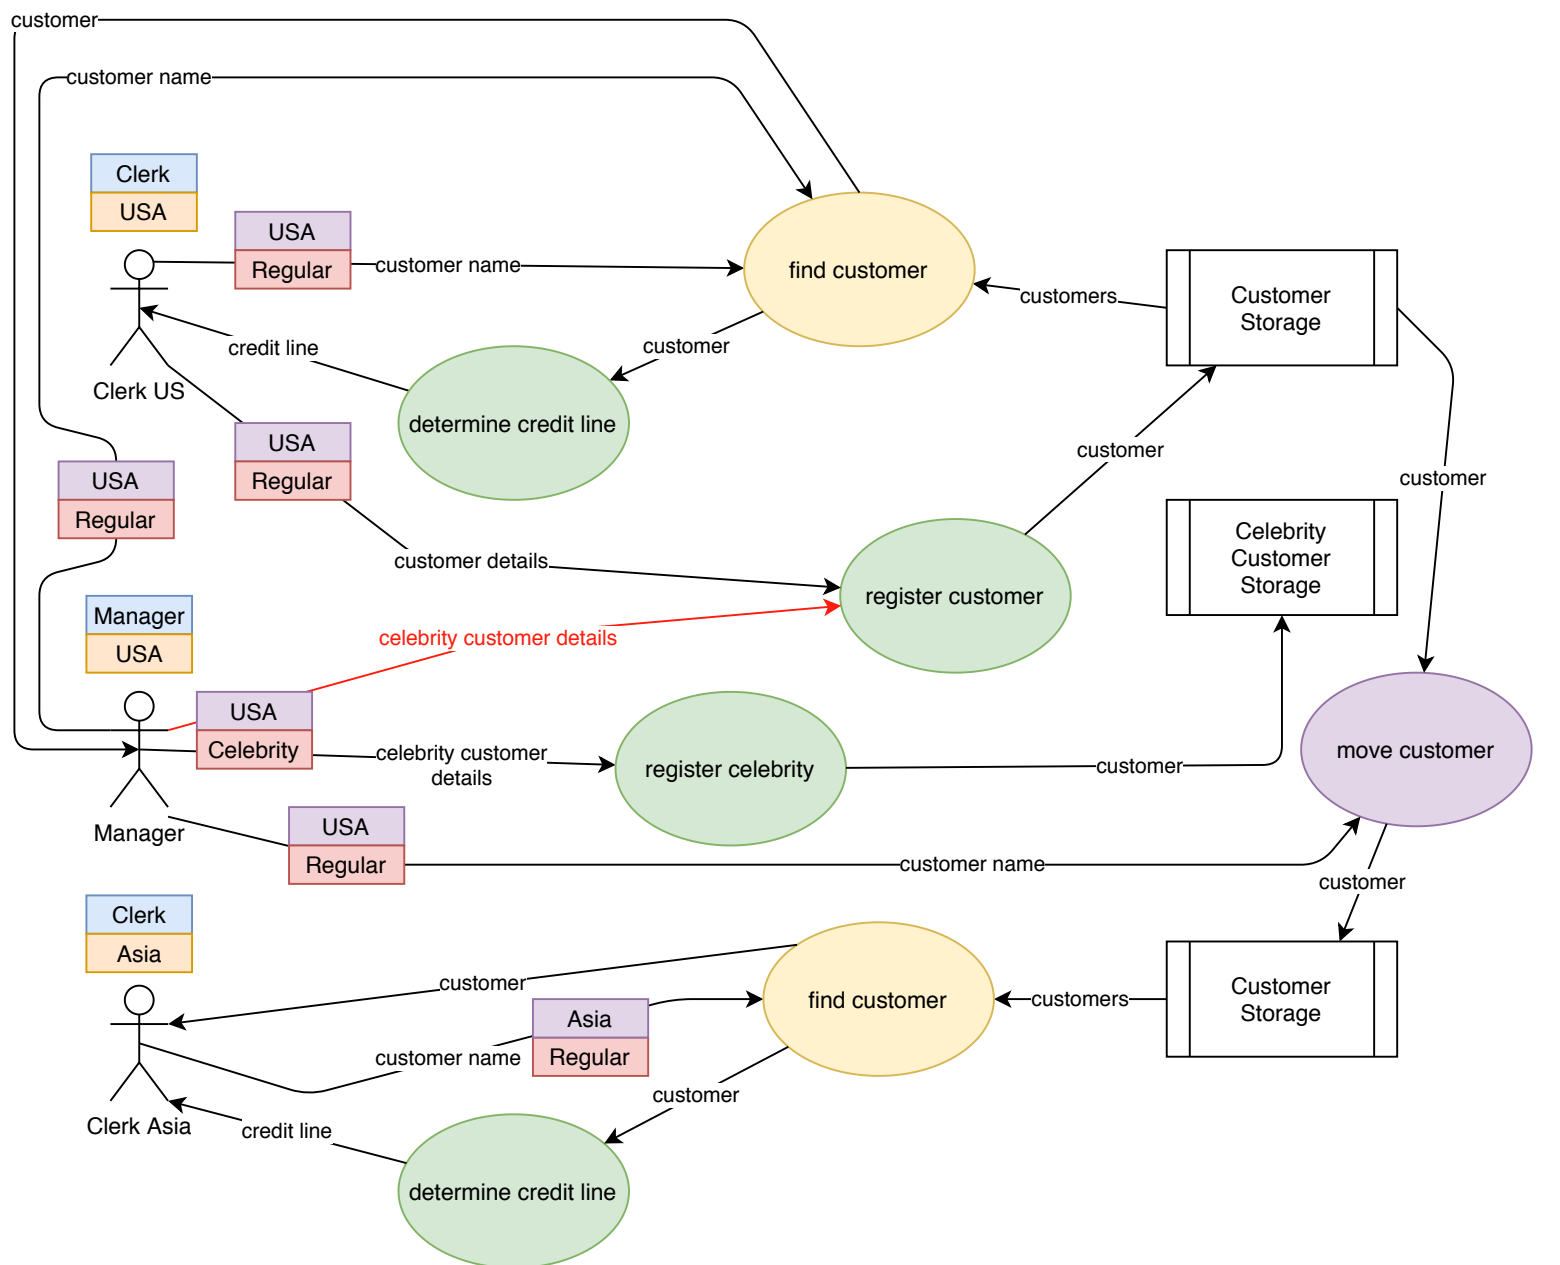 customer
customer name
Clerk
USA
USA
Regular
customer name
find customer
customers
Customer
Storage
credit line
customer
Clerk US
determine credit line
USA
Regular
customer
customer
USA
Regular
customer details
Celebrity
Customer
Storage
register customer
Manager
USA
celebrity customer details
USA
Celebrity
celebrity customer
details
register celebrity
customer
move customer
Manager
USA
Regular
customer name
customer
Clerk
Asia
customer
Asia
Regular
customer name
find customer
customers
Customer
Storage
customer
Clerk Asia
credit line
determine credit line